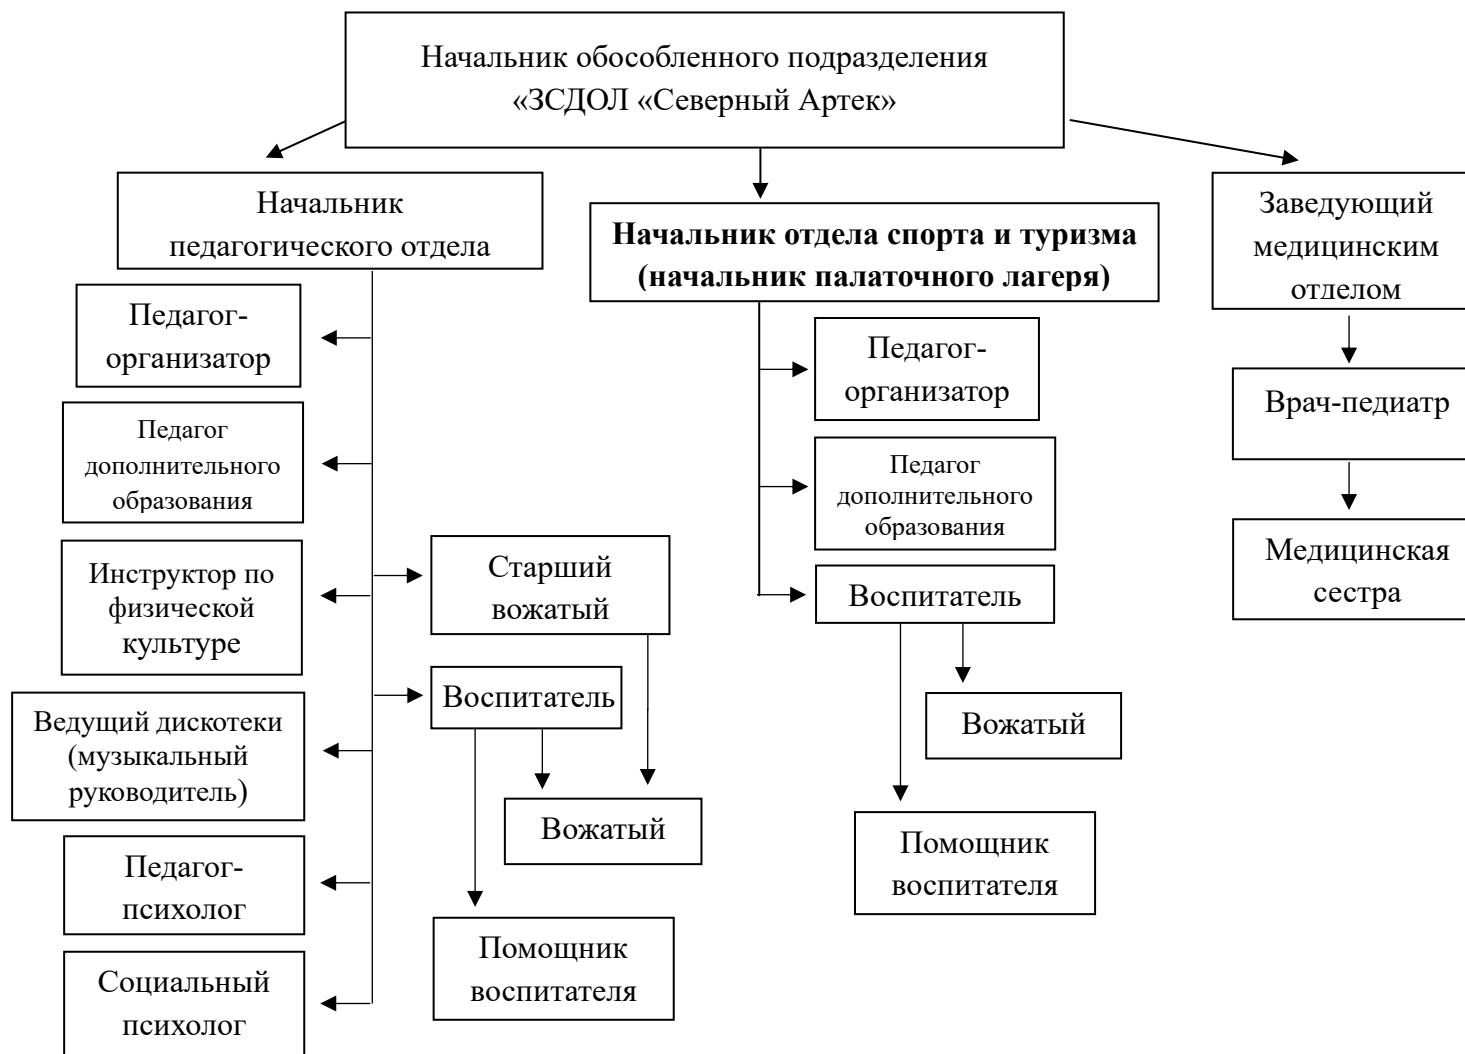 Начальник обособленного подразделения
«ЗСДОЛ «Северный Артек»
Начальник
педагогического отдела
Начальник отдела спорта и туризма
(начальник палаточного лагеря)
Заведующий
медицинским
отделом
Педагог-
организатор
Педагог
дополнительного
образования
Инструктор по
физической
культуре
Ведущий дискотеки
(музыкальный
руководитель)
Педагог-
психолог
Социальный
психолог
Старший
вожатый
Воспитатель
Вожатый
Помощник
воспитателя
Педагог-
организатор
Педагог
дополнительного
образования
Воспитатель
Вожатый
Помощник
воспитателя
Врач-педиатр
Медицинская
сестра